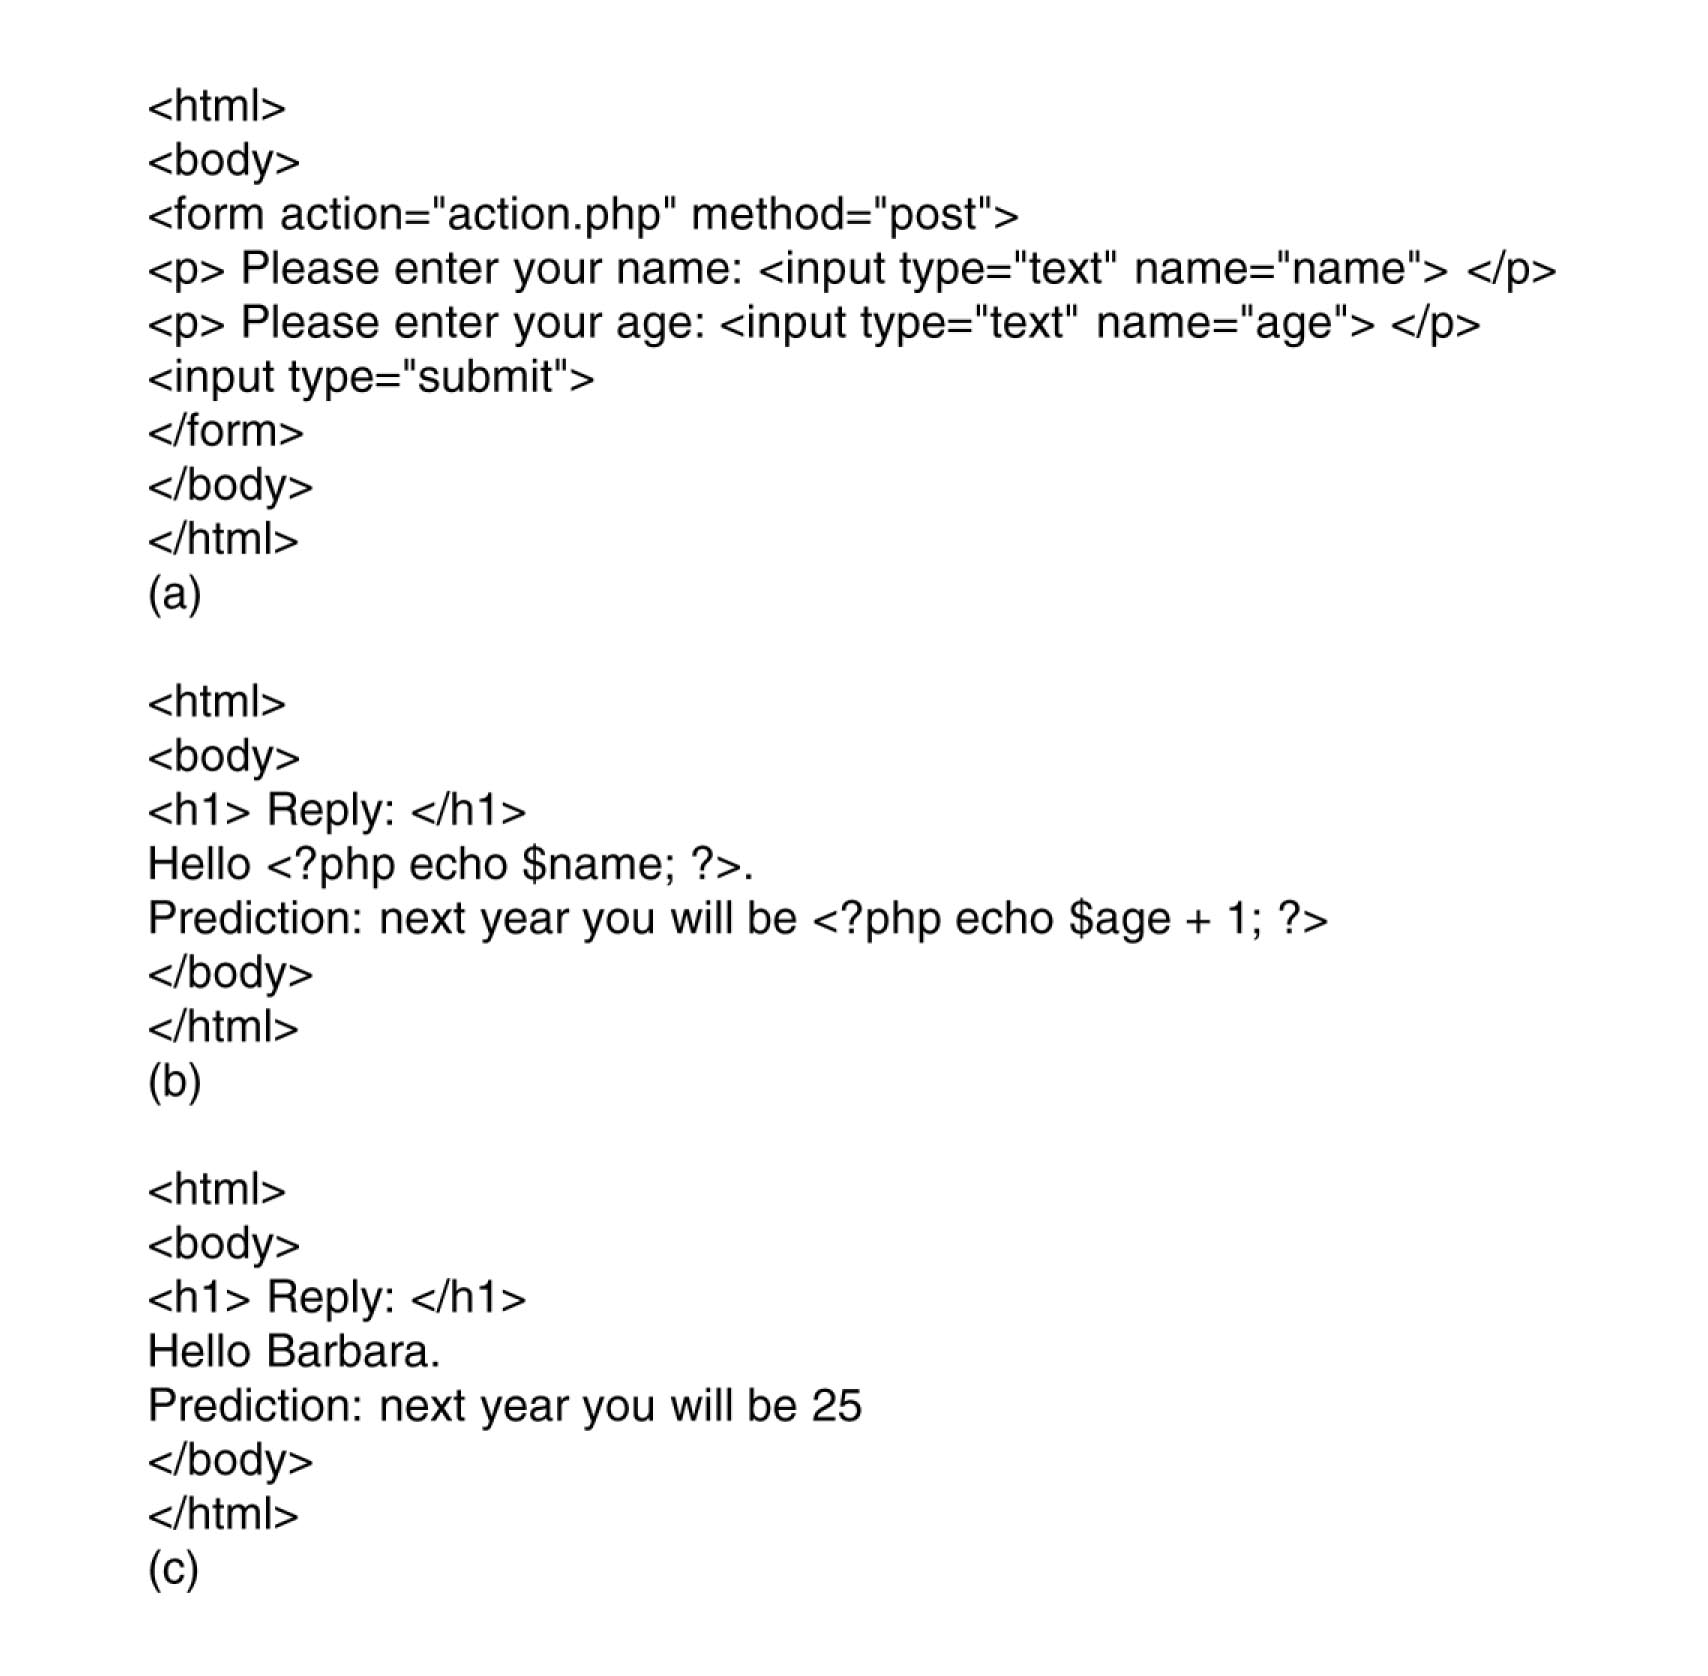 <html>
<body>
<form action="action.php" method="post">
<p> Please enter your name: <input type="text" name="name"> </p>
<p> Please enter your age: <input type="text" name="age"> </p>
<input type="submit">
</form>
</body>
</html>
(a)
<html>
<body>
<h1> Reply: </h1>
Hello <?php echo $name; ?>.
Prediction: next year you will be <?php echo $age + 1; ?>
</body>
</html>
(b)
<html>
<body>
<h1> Reply: </h1>
Hello Barbara.
Prediction: next year you will be 25
</body>
</html>
(c)